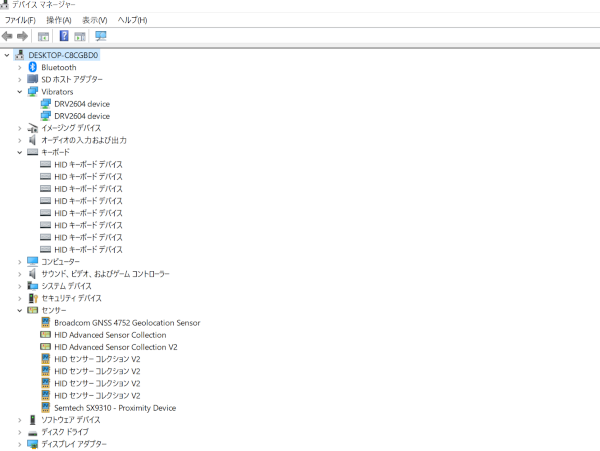 デバイス マネージャー
ファイル(F) 操作(A) 表示(V) ヘルプ(H)
DESKTOP-C8CGBD0
Bluetooth
SD ホスト アダプター
Vibrators
DRV2604 device
DRV2604 device
イメージング デバイス
オーディオの入力および出力
キーボード
HID キーボード デバイス
HID キーボード デバイス
HID キーボード デバイス
HID キーボード デバイス
HID キーボード デバイス
HID キーボード デバイス
HID キーボード デバイス
HID キーボード デバイス
コンピューター
サウンド、ビデオ、およびゲーム コントローラー
システム デバイス
セキュリティ デバイス
センサー
Broadcom GNSS 4752 Geolocation Sensor
HID Advanced Sensor Collection
HID Advanced Sensor Collection V2
HID センサー コレクション V2
HID センサー コレクション V2
HID センサー コレクション V2
HID センサー コレクション V2
Semtech SX9310 - Proximity Device
ソフトウェア デバイス
ディスク ドライブ
ディスプレイ アダプター